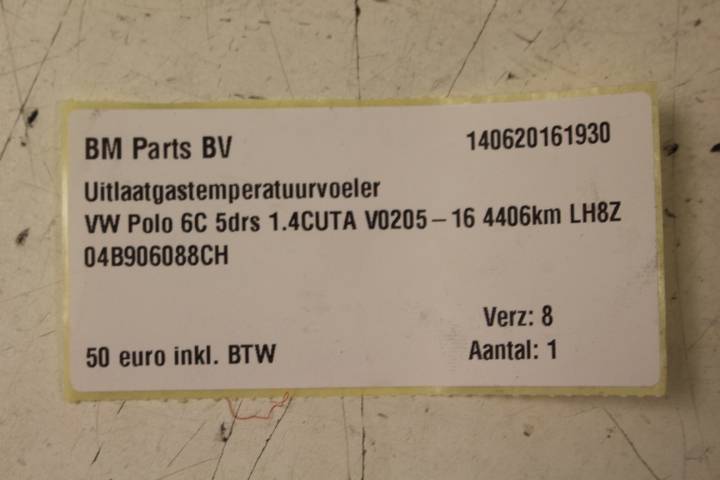 BM Parts BV 140620161930
Uitlaatgastemperatuurvoeler
VW Polo 6C 5drs 1.4CUTA V0205-16 4406km LH8Z
04B906088CH
Verz: 8
50 euro inkl. BTW Aantal: 1